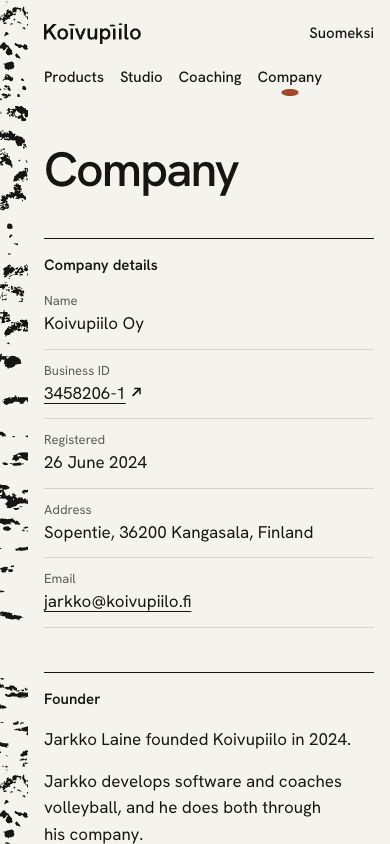 Koivupiilo
Suomeksi
Products Studio Coaching Company
Company
Company details
Name
Koivupiilo Oy
Business ID
3458206-1 ↗
Registered
26 June 2024
Address
Sopentie, 36200 Kangasala, Finland
Email
jarkko@koivupiilo.fi
Founder
Jarkko Laine founded Koivupiilo in 2024.
Jarkko develops software and coaches
volleyball, and he does both through
his company.